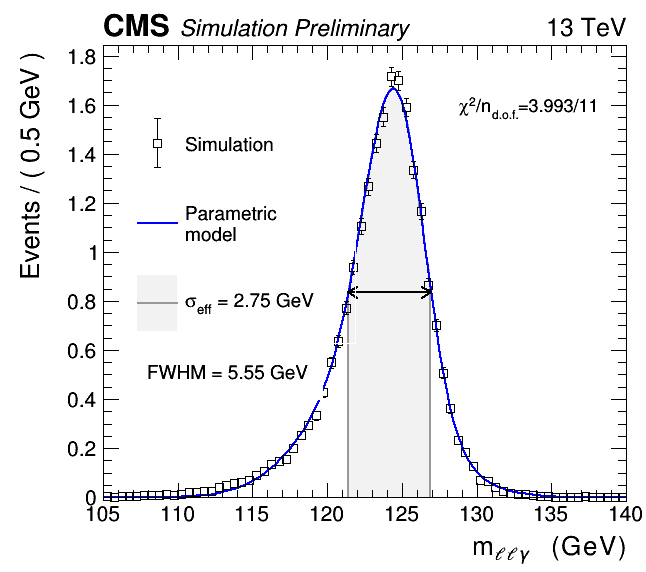 CMS Simulation Preliminary 13 TeV
Events / ( 0.5 GeV )
1.8
1.6
1.4
1.2
1
0.8
0.6
0.4
0.2
0
χ²/n_d.o.f.=3.993/11
Simulation
Parametric
model
σ_eff = 2.75 GeV
FWHM = 5.55 GeV
105 110 115 120 125 130 135 140
m_ℓℓγ (GeV)